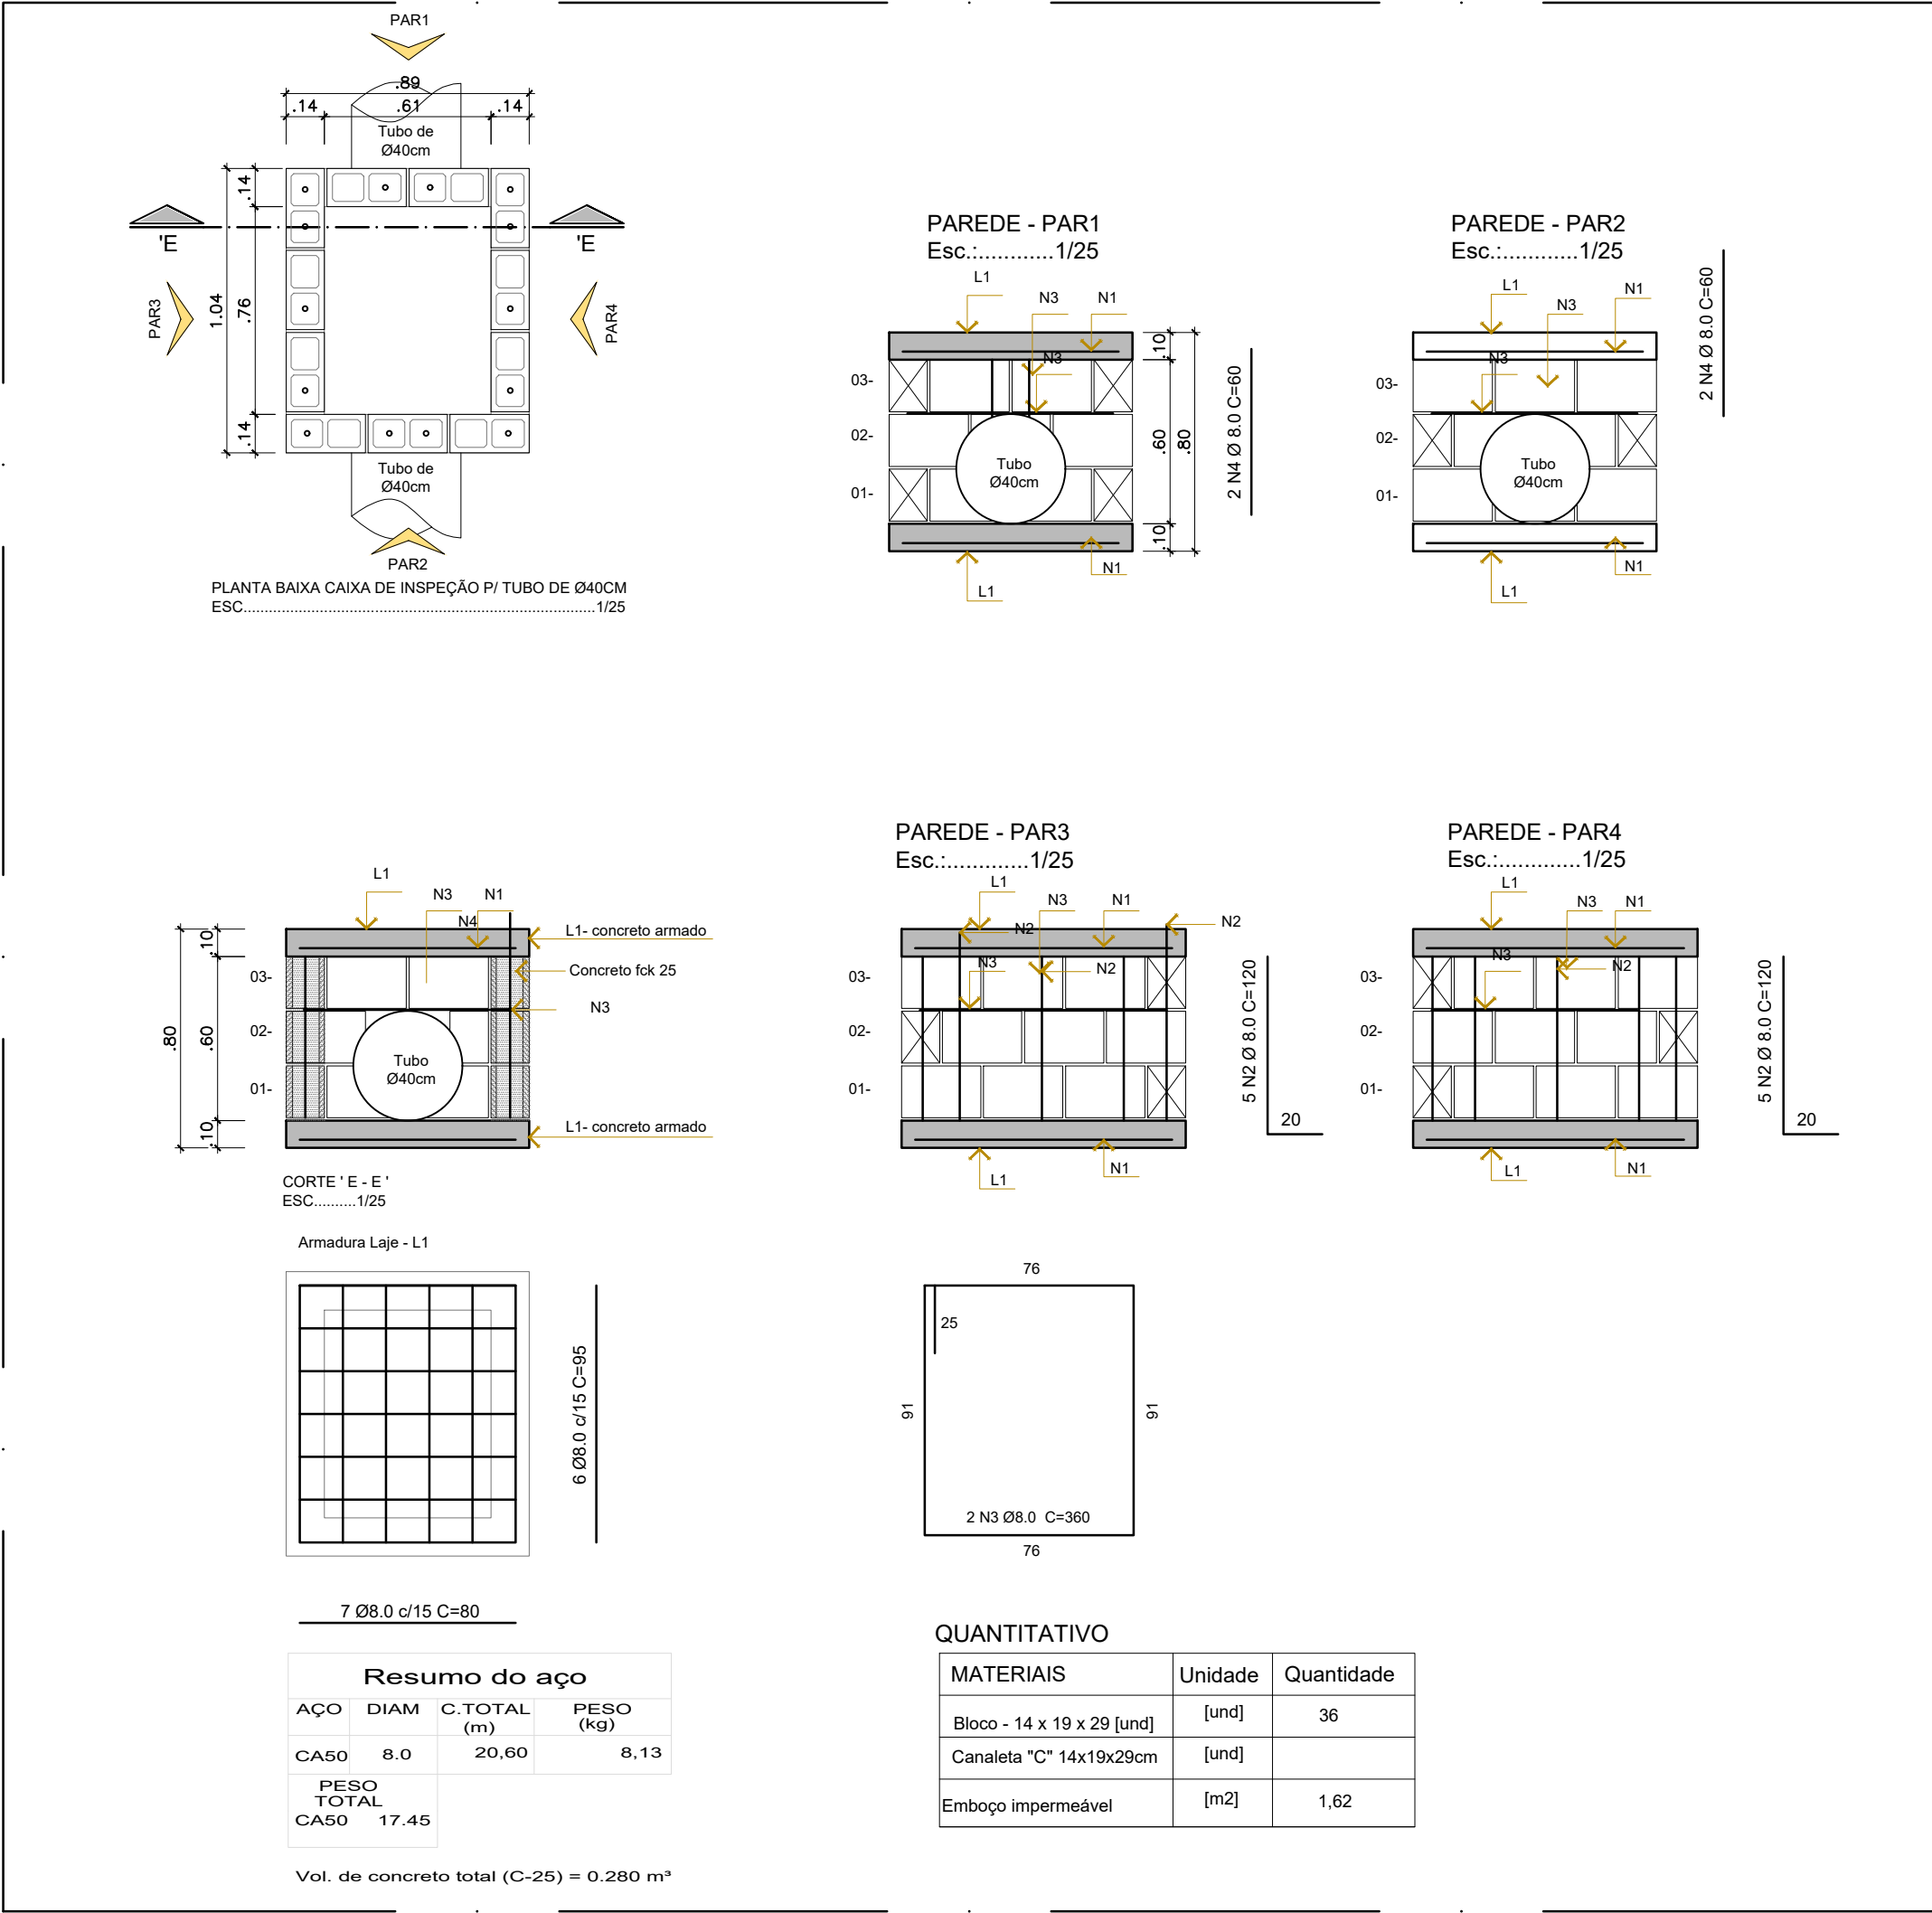 PAR1
.89
.14
.61
.14
Tubo de
Ø40cm
.14
'E
'E
PAR3
1.04
.76
PAR4
.14
Tubo de
Ø40cm
PAR2
PLANTA BAIXA CAIXA DE INSPEÇÃO P/ TUBO DE Ø40CM
ESC...................................................................................1/25
PAREDE - PAR1
Esc.:............1/25
L1
N3
N1
N3
.10
03-
02-
01-
.60
.80
Tubo
Ø40cm
.10
N1
L1
2 N4 Ø 8.0 C=60
PAREDE - PAR2
Esc.:............1/25
L1
N3
N1
N3
03-
02-
01-
Tubo
Ø40cm
N1
L1
2 N4 Ø 8.0 C=60
L1
N3
N1
N4
L1- concreto armado
.10
03-
Concreto fck 25
N3
02-
.80
.60
Tubo
Ø40cm
01-
.10
L1- concreto armado
CORTE ' E - E '
ESC..........1/25
PAREDE - PAR3
Esc.:.............1/25
L1
N3
N1
N2
N2
N3
N2
03-
02-
01-
N1
L1
5 N2 Ø 8.0 C=120
20
PAREDE - PAR4
Esc.:.............1/25
L1
N3
N1
N3
N2
03-
02-
01-
N1
L1
5 N2 Ø 8.0 C=120
20
Armadura Laje - L1
6 Ø8.0 c/15 C=95
7 Ø8.0 c/15 C=80
76
25
91
91
2 N3 Ø8.0 C=360
76
Resumo do aço
AÇO DIAM C.TOTAL (m) PESO (kg)
CA50 8.0 20,60 8,13
PESO
TOTAL
CA50 17.45
Vol. de concreto total (C-25) = 0.280 m³
QUANTITATIVO
MATERIAIS Unidade Quantidade
Bloco - 14 x 19 x 29 [und] [und] 36
Canaleta "C" 14x19x29cm [und]
Emboço impermeável [m2] 1,62